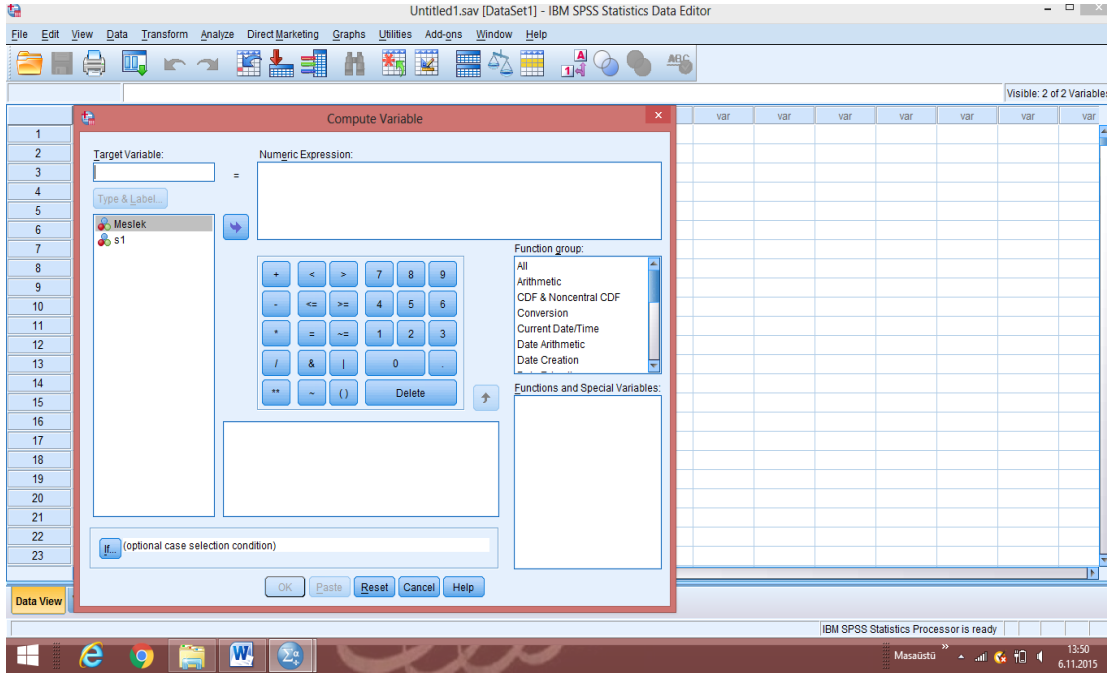 Untitled1.sav [DataSet1] - IBM SPSS Statistics Data Editor
File Edit View Data Transform Analyze Direct Marketing Graphs Utilities Add-ons Window Help
Visible: 2 of 2 Variables
var var var var var var var
Compute Variable
1
2
3
4
5
6
7
8
9
10
11
12
13
14
15
16
17
18
19
20
21
22
23
Target Variable:
=
Numeric Expression:
Type & Label...
Meslek
s1
+ < > 7 8 9
- <= >= 4 5 6
* = ~= 1 2 3
/ & | 0 .
** ~ ( ) Delete
Function group:
All
Arithmetic
CDF & Noncentral CDF
Conversion
Current Date/Time
Date Arithmetic
Date Creation
Functions and Special Variables:
If... (optional case selection condition)
OK Paste Reset Cancel Help
Data View
IBM SPSS Statistics Processor is ready
Masaüstü
13:50
6.11.2015